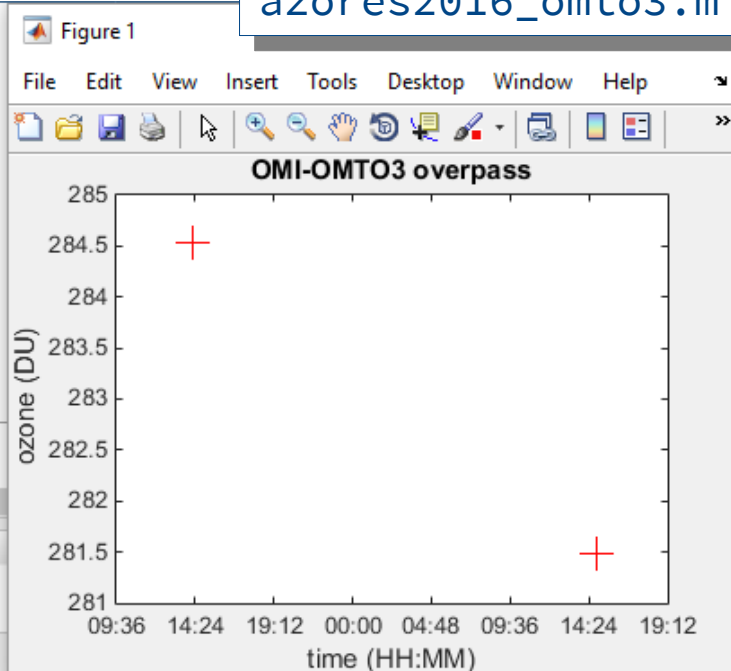 azores2016_omto3.m
Figure 1
File Edit View Insert Tools Desktop Window Help
OMI-OMTO3 overpass
285
284.5
284
283.5
283
282.5
282
281.5
281
ozone (DU)
09:36 14:24 19:12 00:00 04:48 09:36 14:24 19:12
time (HH:MM)